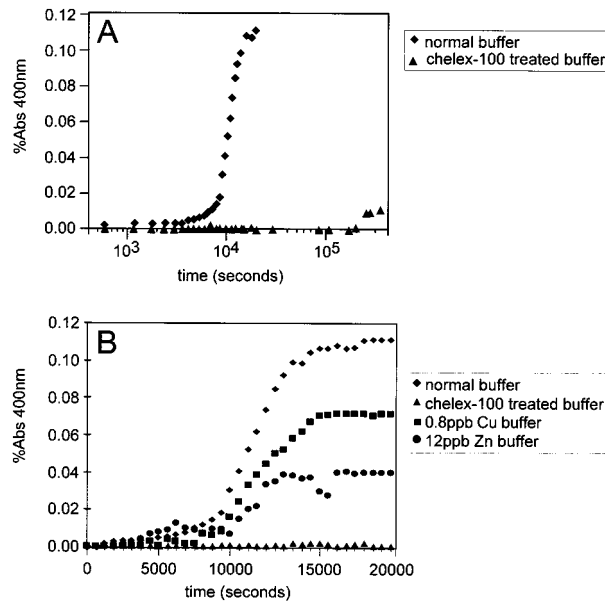 A
0.12
0.10
0.08
0.06
0.04
0.02
0.00
%Abs 400nm
10³
10⁴
10⁵
time (seconds)
normal buffer
chelex-100 treated buffer
B
0.12
0.10
0.08
0.06
0.04
0.02
0.00
%Abs 400nm
0
5000
10000
15000
20000
time (seconds)
normal buffer
chelex-100 treated buffer
0.8ppb Cu buffer
12ppb Zn buffer